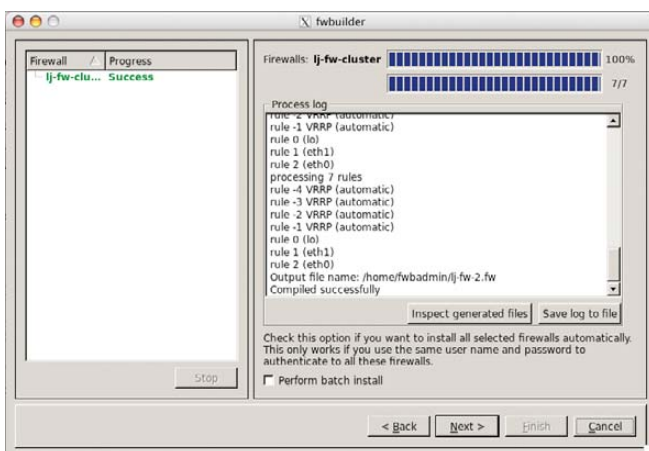 fwbuilder
Firewall Progress
lj-fw-clu... Success
Stop
Firewalls: lj-fw-cluster 100%
7/7
Process log
rule -2 VRRP (automatic)
rule -1 VRRP (automatic)
rule 0 (lo)
rule 1 (eth1)
rule 2 (eth0)
processing 7 rules
rule -4 VRRP (automatic)
rule -3 VRRP (automatic)
rule -2 VRRP (automatic)
rule -1 VRRP (automatic)
rule 0 (lo)
rule 1 (eth1)
rule 2 (eth0)
Output file name: /home/fwbadmin/lj-fw-2.fw
Compiled successfully
Inspect generated files Save log to file
Check this option if you want to install all selected firewalls automatically.
This only works if you use the same user name and password to
authenticate to all these firewalls.
Perform batch install
< Back Next > Finish Cancel